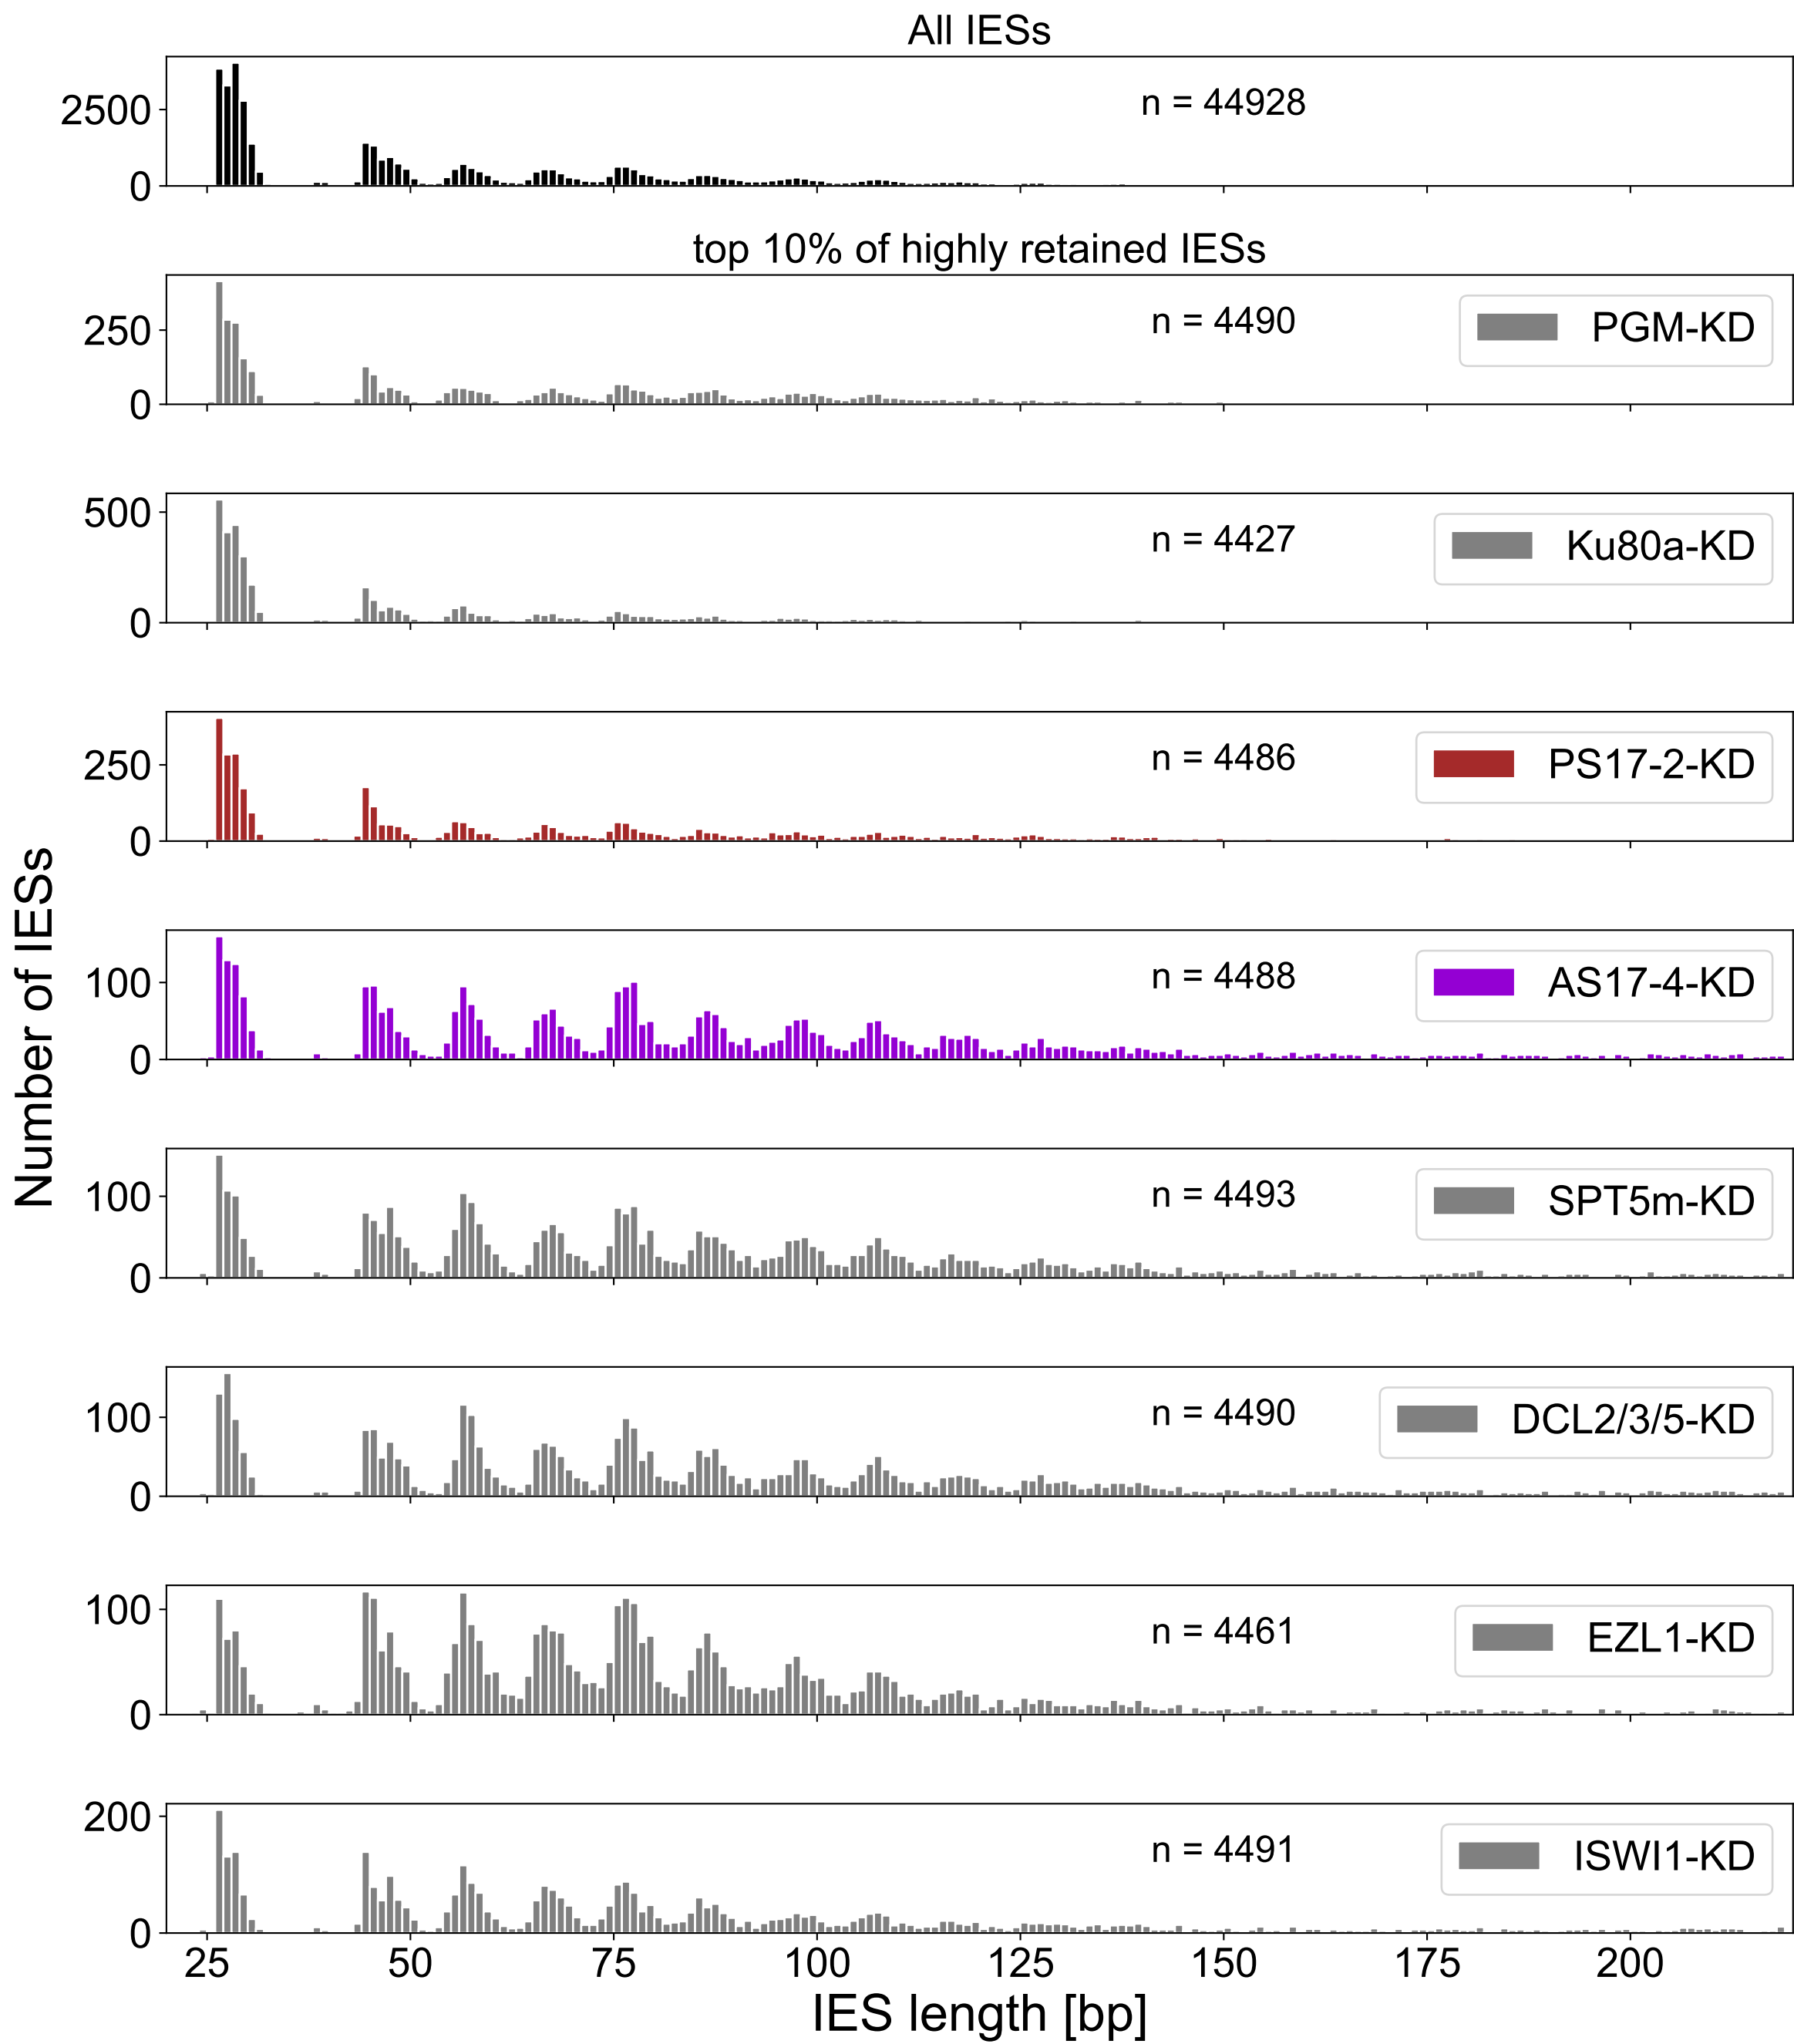 All IESs
2500
0
n = 44928
top 10% of highly retained IESs
250
0
n = 4490
PGM-KD
500
0
n = 4427
Ku80a-KD
250
0
n = 4486
PS17-2-KD
Number of IESs
100
0
n = 4488
AS17-4-KD
100
0
n = 4493
SPT5m-KD
100
0
n = 4490
DCL2/3/5-KD
100
0
n = 4461
EZL1-KD
200
0
n = 4491
ISWI1-KD
25 50 75 100 125 150 175 200
IES length [bp]